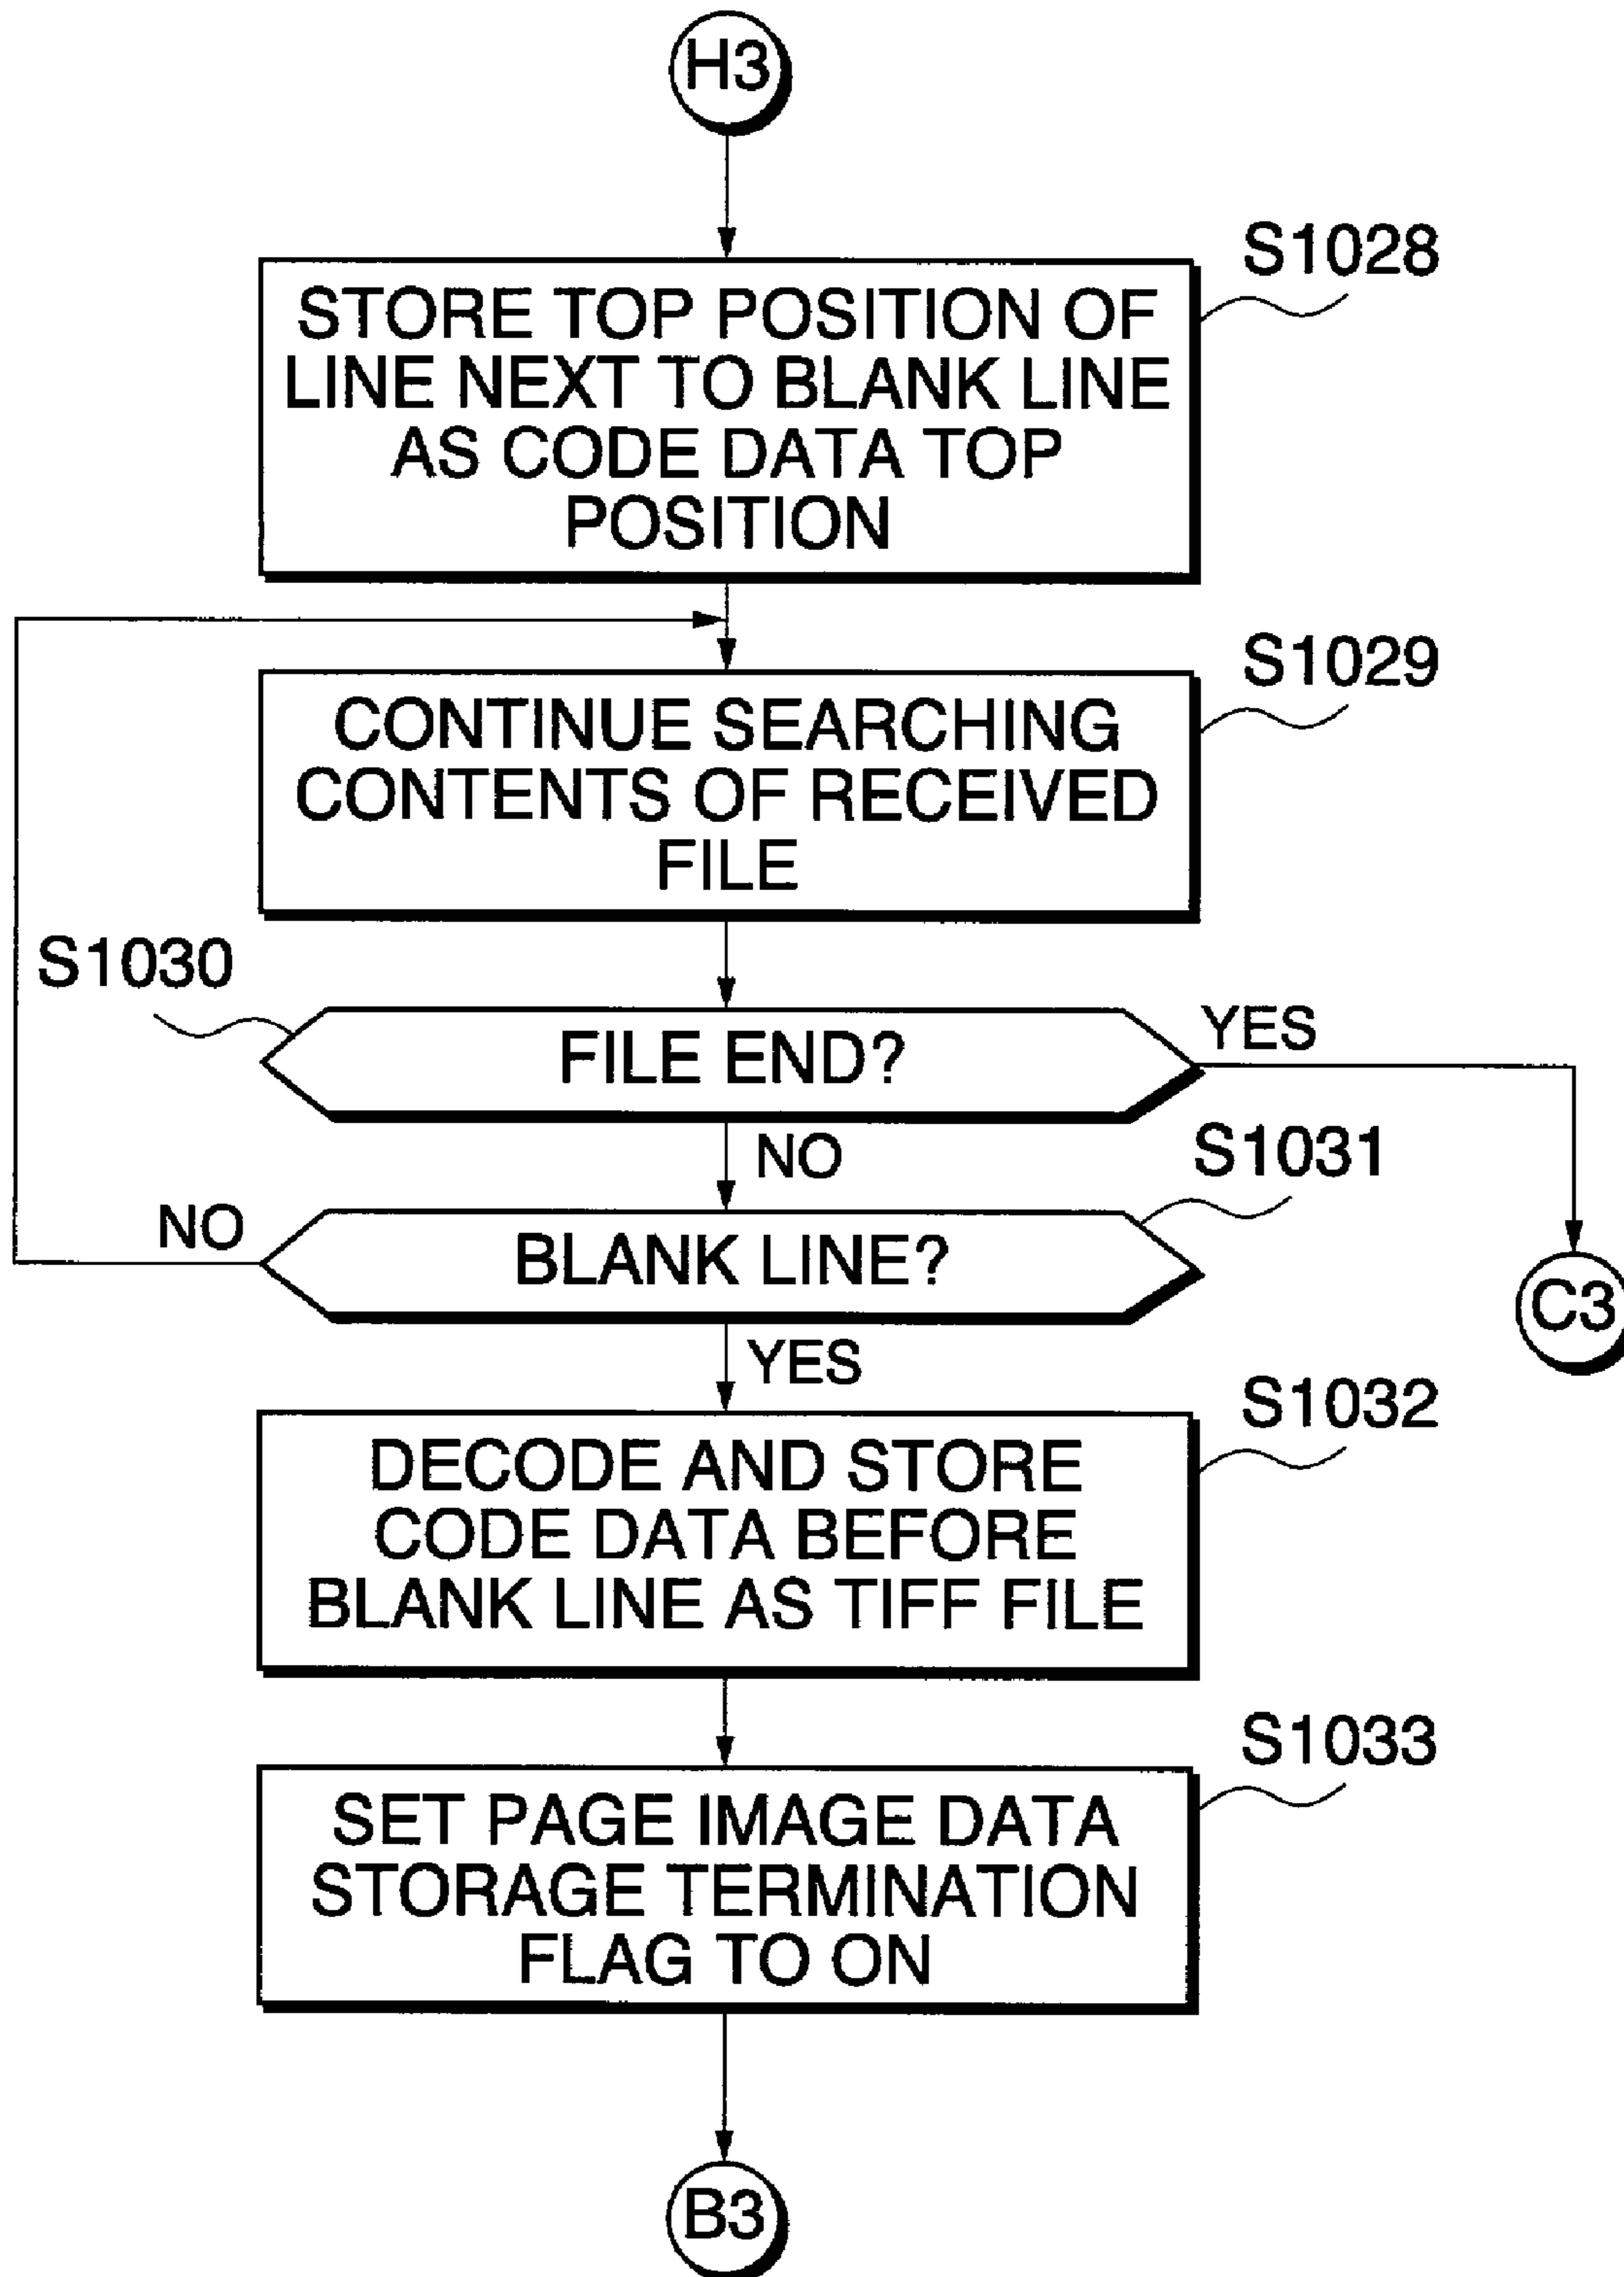 H3
S1028
STORE TOP POSITION OF
LINE NEXT TO BLANK LINE
AS CODE DATA TOP
POSITION
S1029
CONTINUE SEARCHING
CONTENTS OF RECEIVED
FILE
S1030
FILE END?
YES
NO
S1031
NO
BLANK LINE?
C3
YES
S1032
DECODE AND STORE
CODE DATA BEFORE
BLANK LINE AS TIFF FILE
S1033
SET PAGE IMAGE DATA
STORAGE TERMINATION
FLAG TO ON
B3